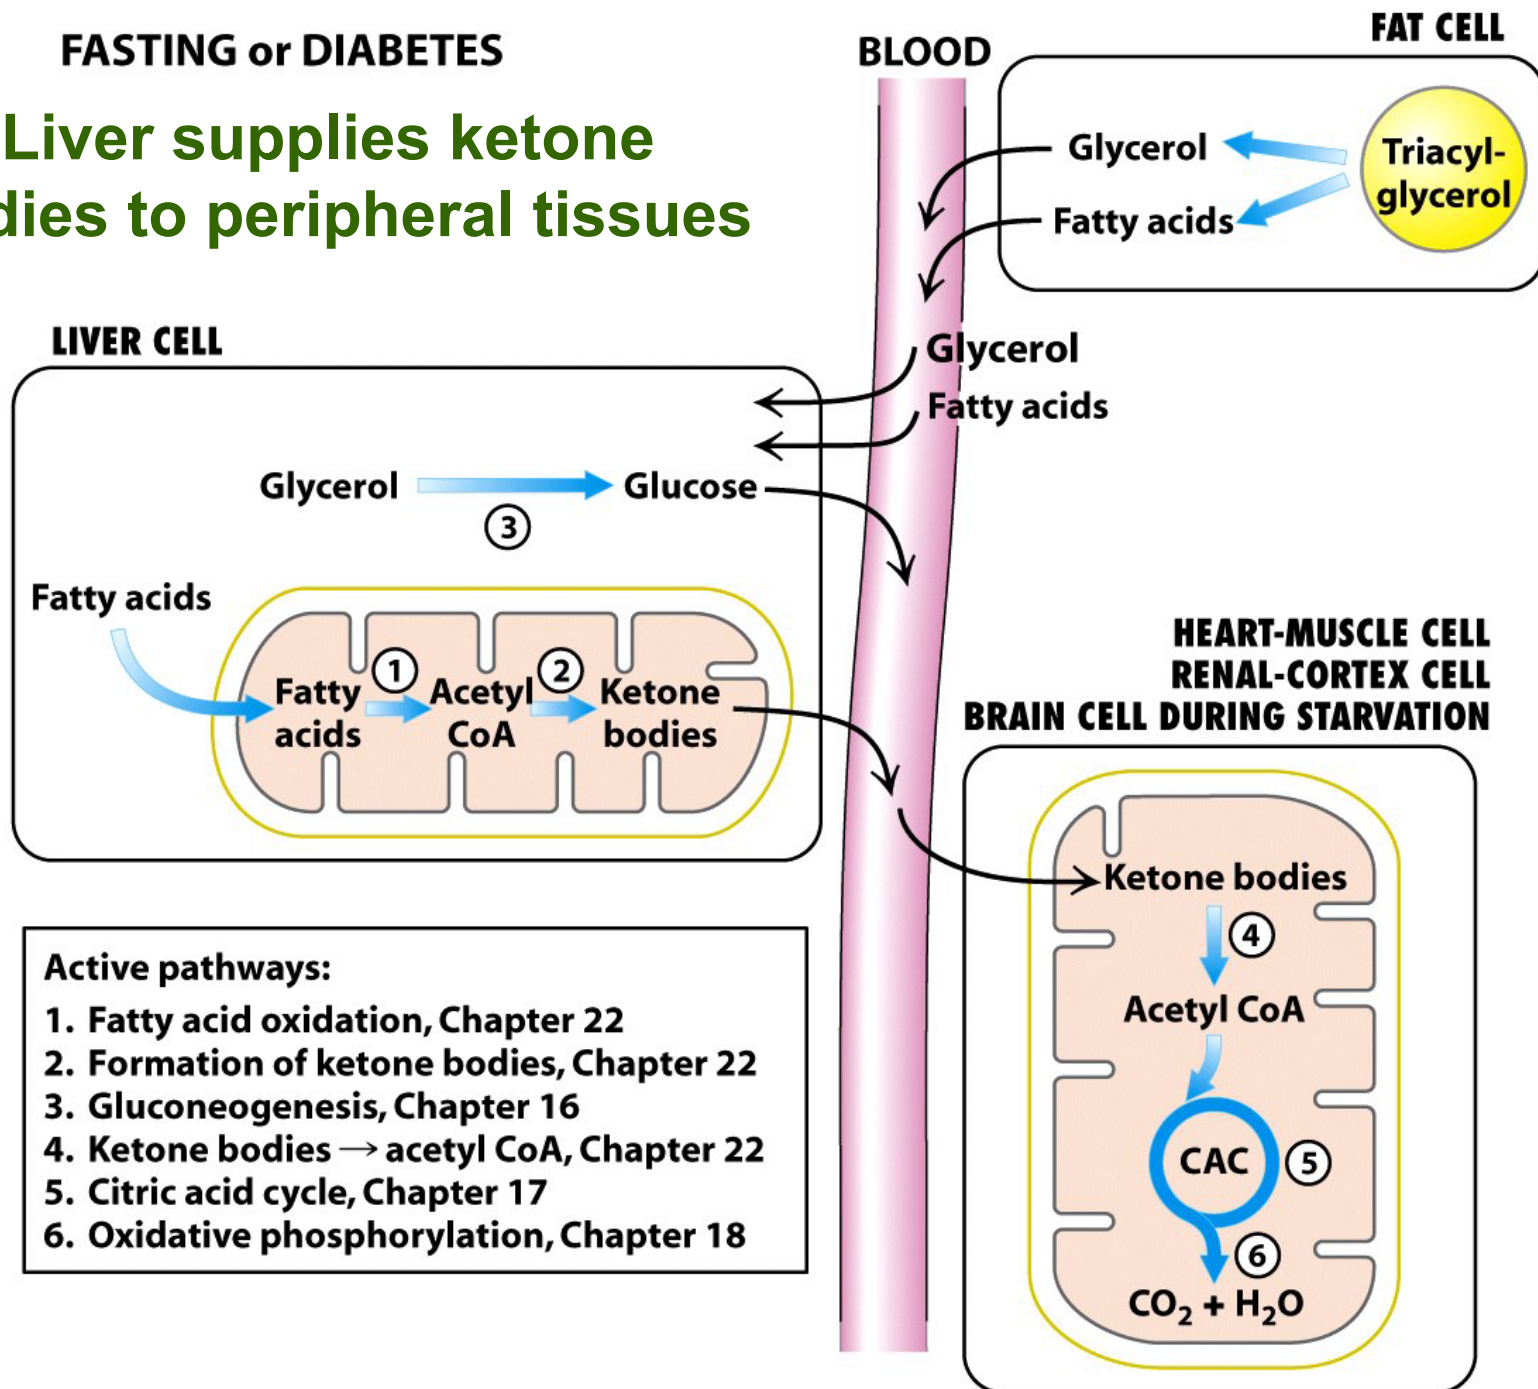 FASTING or DIABETES
Liver supplies ketone
dies to peripheral tissues
BLOOD
FAT CELL
Glycerol
Fatty acids
Triacyl-
glycerol
Glycerol
Fatty acids
LIVER CELL
Glycerol
3
Glucose
Fatty acids
Fatty
acids
1
Acetyl
CoA
2
Ketone
bodies
HEART-MUSCLE CELL
RENAL-CORTEX CELL
BRAIN CELL DURING STARVATION
Ketone bodies
4
Acetyl CoA
CAC
5
6
CO₂ + H₂O
Active pathways:
1. Fatty acid oxidation, Chapter 22
2. Formation of ketone bodies, Chapter 22
3. Gluconeogenesis, Chapter 16
4. Ketone bodies → acetyl CoA, Chapter 22
5. Citric acid cycle, Chapter 17
6. Oxidative phosphorylation, Chapter 18